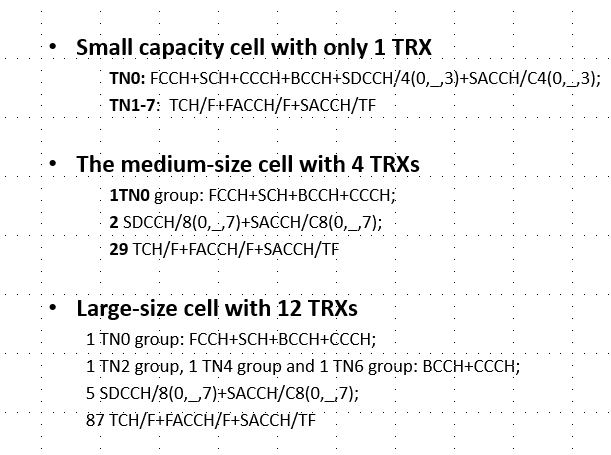 • Small capacity cell with only 1 TRX
TN0: FCCH+SCH+CCCH+BCCH+SDCCH/4(0,_,3)+SACCH/C4(0,_,3);
TN1-7: TCH/F+FACCH/F+SACCH/TF
• The medium-size cell with 4 TRXs
1TN0 group: FCCH+SCH+BCCH+CCCH;
2 SDCCH/8(0,_,7)+SACCH/C8(0,_,7);
29 TCH/F+FACCH/F+SACCH/TF
• Large-size cell with 12 TRXs
1 TN0 group: FCCH+SCH+BCCH+CCCH;
1 TN2 group, 1 TN4 group and 1 TN6 group: BCCH+CCCH;
5 SDCCH/8(0,_,7)+SACCH/C8(0,_,7);
87 TCH/F+FACCH/F+SACCH/TF